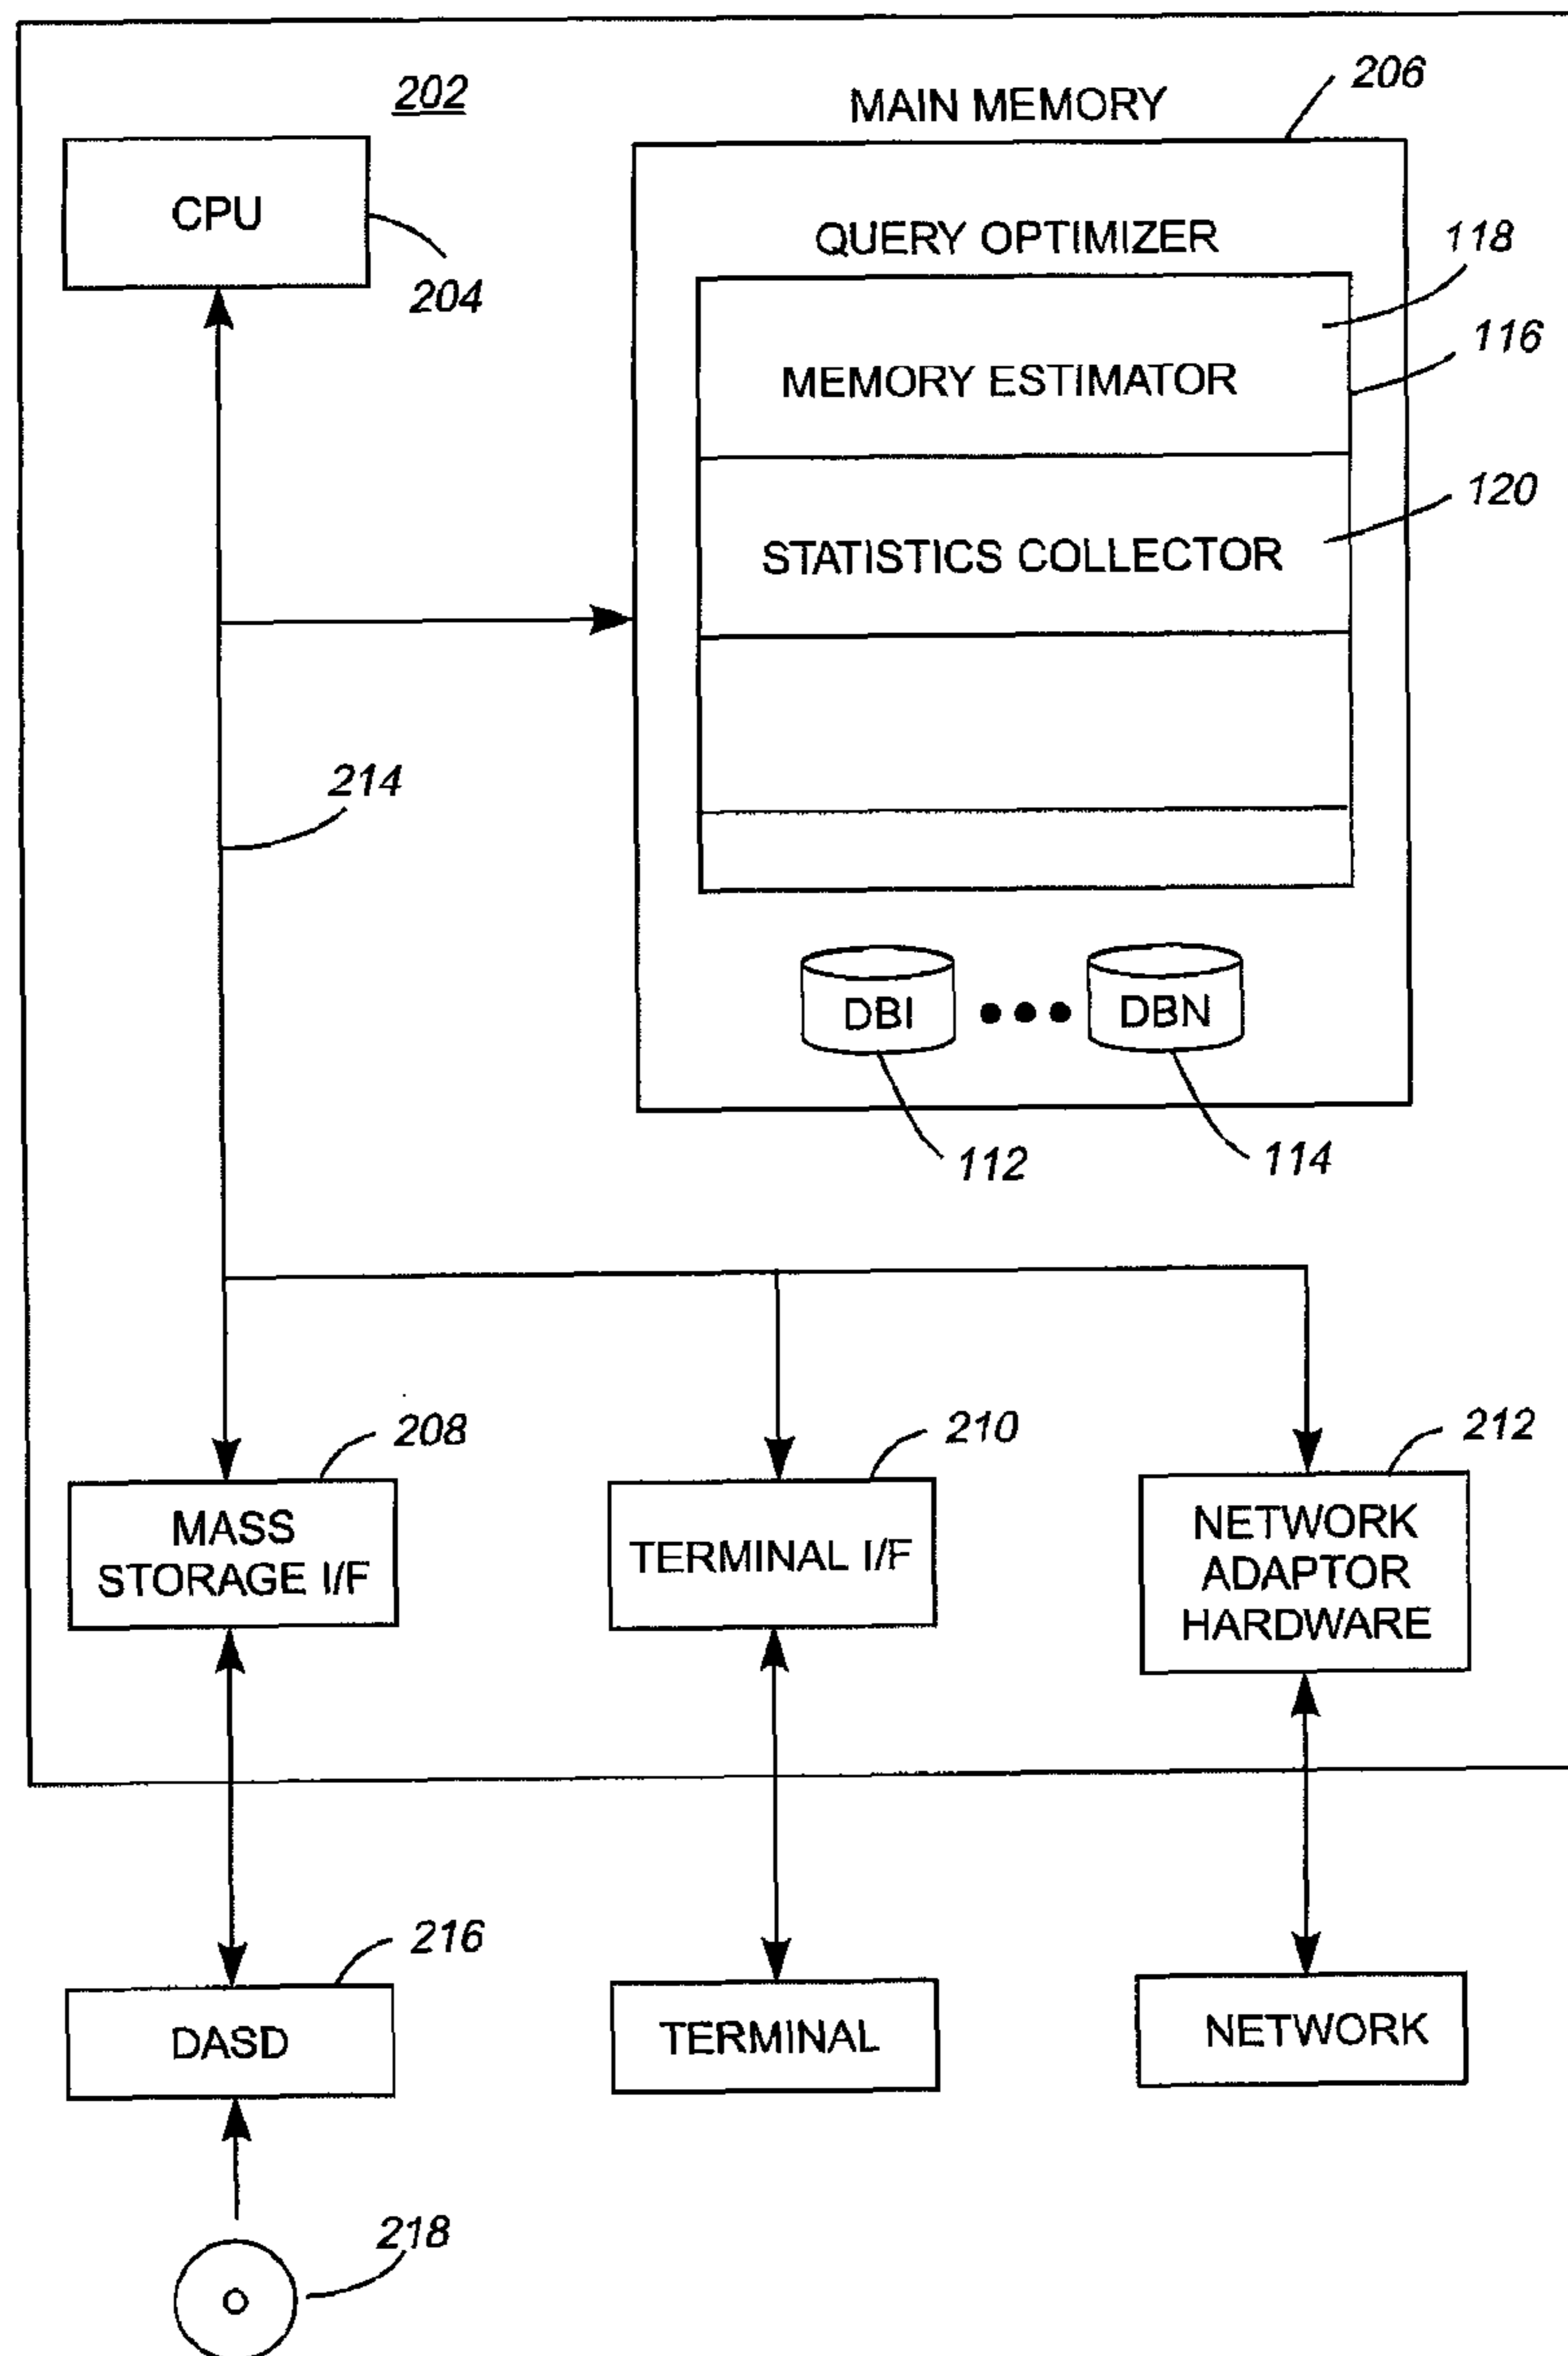 202
MAIN MEMORY
206
CPU
204
QUERY OPTIMIZER
118
116
MEMORY ESTIMATOR
120
STATISTICS COLLECTOR
214
DBI
DBN
112
114
208
210
212
MASS
STORAGE I/F
TERMINAL I/F
NETWORK
ADAPTOR
HARDWARE
216
DASD
TERMINAL
NETWORK
218